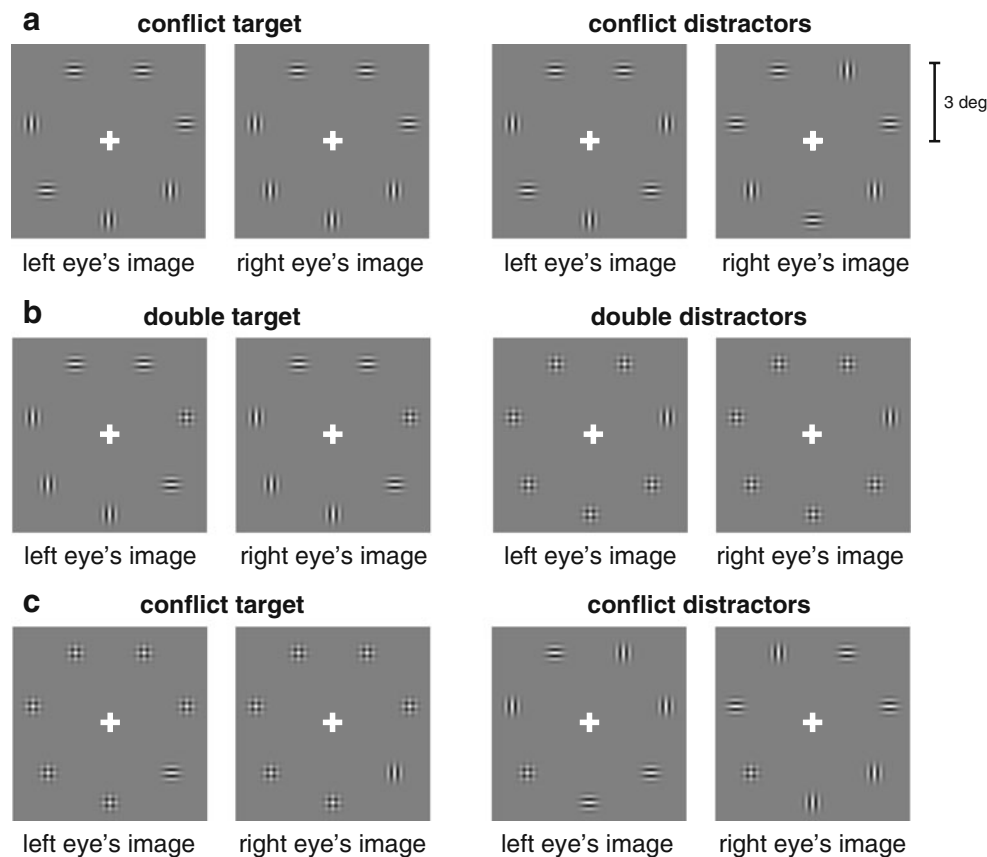 a
conflict target
conflict distractors
3 deg
left eye's image
right eye's image
left eye's image
right eye's image
b
double target
double distractors
left eye's image
right eye's image
left eye's image
right eye's image
c
conflict target
conflict distractors
left eye's image
right eye's image
left eye's image
right eye's image